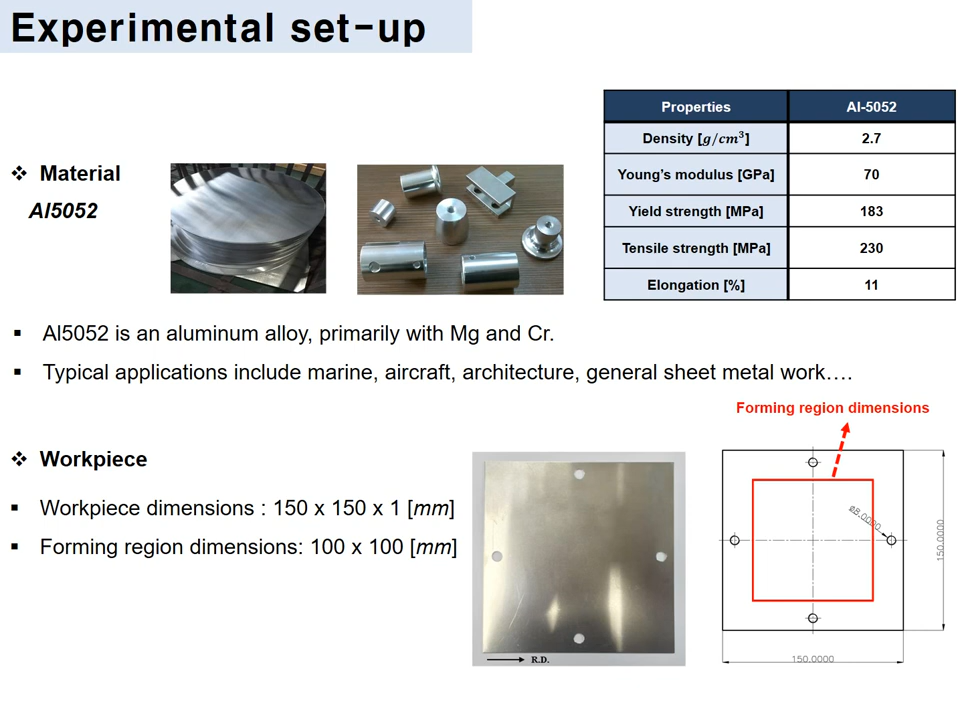 Experimental set-up
Properties Al-5052
Density [g/cm³] 2.7
Young's modulus [GPa] 70
Yield strength [MPa] 183
Tensile strength [MPa] 230
Elongation [%] 11
❖ Material
Al5052
▪ Al5052 is an aluminum alloy, primarily with Mg and Cr.
▪ Typical applications include marine, aircraft, architecture, general sheet metal work….
Forming region dimensions
❖ Workpiece
▪ Workpiece dimensions : 150 x 150 x 1 [mm]
▪ Forming region dimensions: 100 x 100 [mm]
R.D.
ø8.0000
150.0000
150.0000